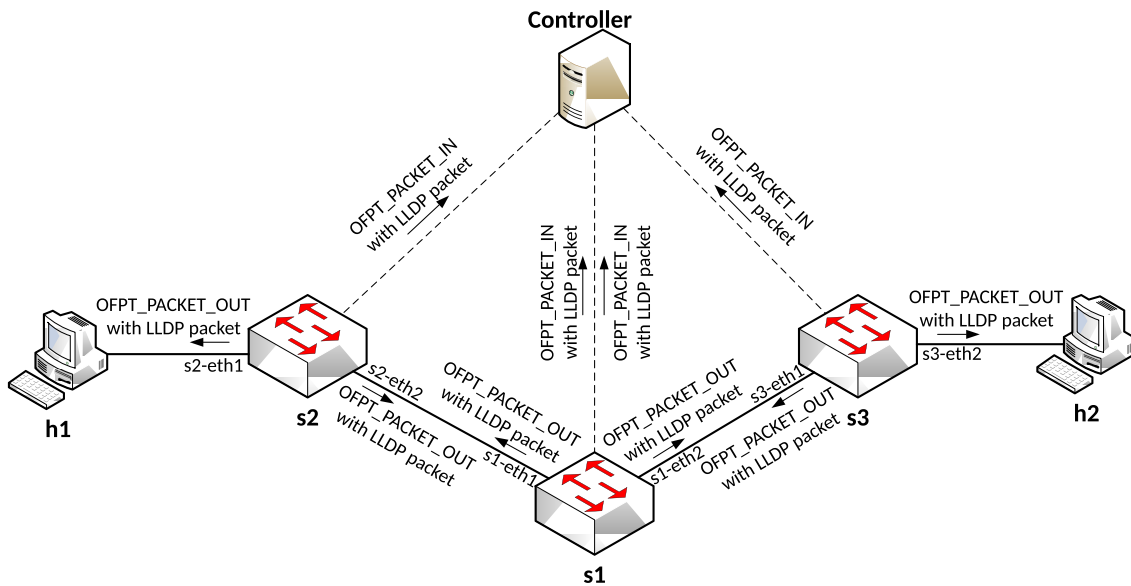 Controller
OFPT_PACKET_IN
with LLDP packet
OFPT_PACKET_IN
with LLDP packet
OFPT_PACKET_IN
with LLDP packet
OFPT_PACKET_IN
with LLDP packet
OFPT_PACKET_OUT
with LLDP packet
s2-eth1
h1
s2
s2-eth2
OFPT_PACKET_OUT
with LLDP packet
OFPT_PACKET_OUT
with LLDP packet
s1-eth1
OFPT_PACKET_OUT
with LLDP packet
s1-eth2
s3-eth1
OFPT_PACKET_OUT
with LLDP packet
s3
OFPT_PACKET_OUT
with LLDP packet
s3-eth2
h2
s1